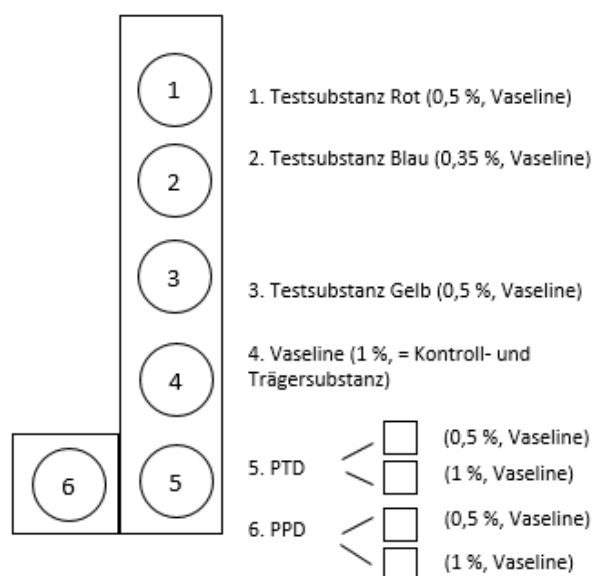 1
1. Testsubstanz Rot (0,5 %, Vaseline)
2
2. Testsubstanz Blau (0,35 %, Vaseline)
3
3. Testsubstanz Gelb (0,5 %, Vaseline)
4
4. Vaseline (1 %, = Kontroll- und
Trägersubstanz)
6
5
5. PTD
(0,5 %, Vaseline)
(1 %, Vaseline)
6. PPD
(0,5 %, Vaseline)
(1 %, Vaseline)